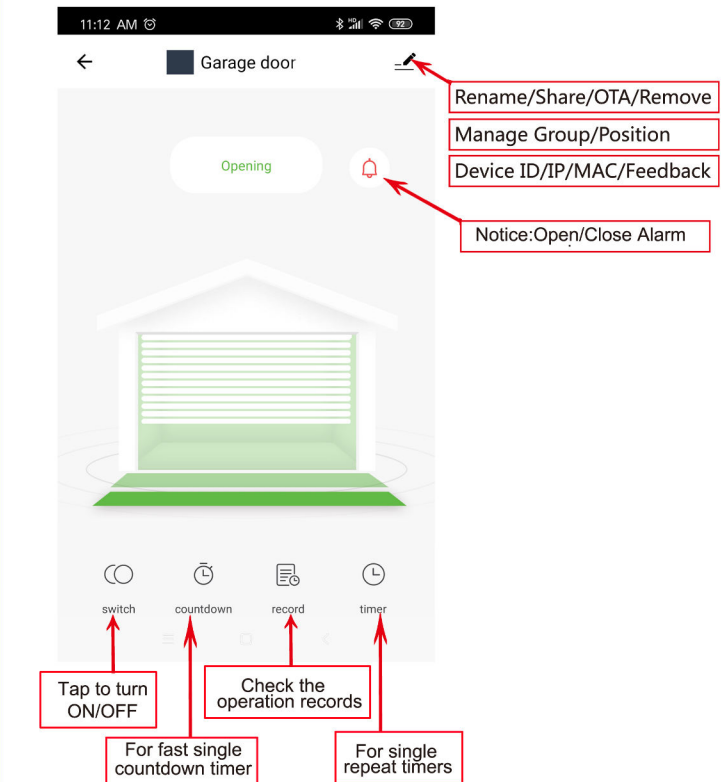 11:12 AM
HD
92
Garage door
Rename/Share/OTA/Remove
Manage Group/Position
Device ID/IP/MAC/Feedback
Opening
Notice:Open/Close Alarm
switch countdown record timer
Tap to turn
ON/OFF
Check the
operation records
For fast single
countdown timer
For single
repeat timers